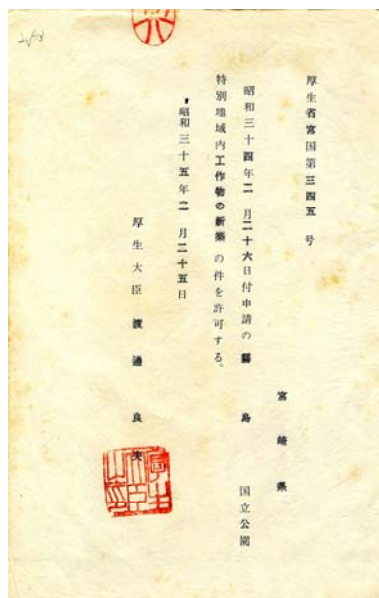 厚生省宮国第三四五号
宮崎県
昭和三十四年二月二十六日付申請の霧島国立公園
特別地域内工作物の新築の件を許可する。
昭和三十五年二月二十五日
厚生大臣 渡邊良夫